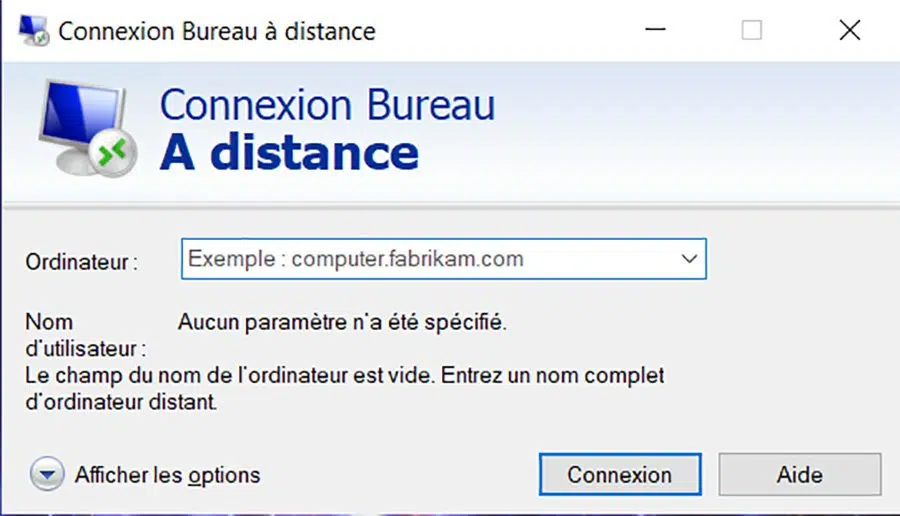 Connexion Bureau à distance
Connexion Bureau
A distance
Ordinateur :
Exemple : computer.fabrikam.com
Nom
d'utilisateur :
Aucun paramètre n'a été spécifié.
Le champ du nom de l'ordinateur est vide. Entrez un nom complet
d'ordinateur distant.
Afficher les options
Connexion
Aide